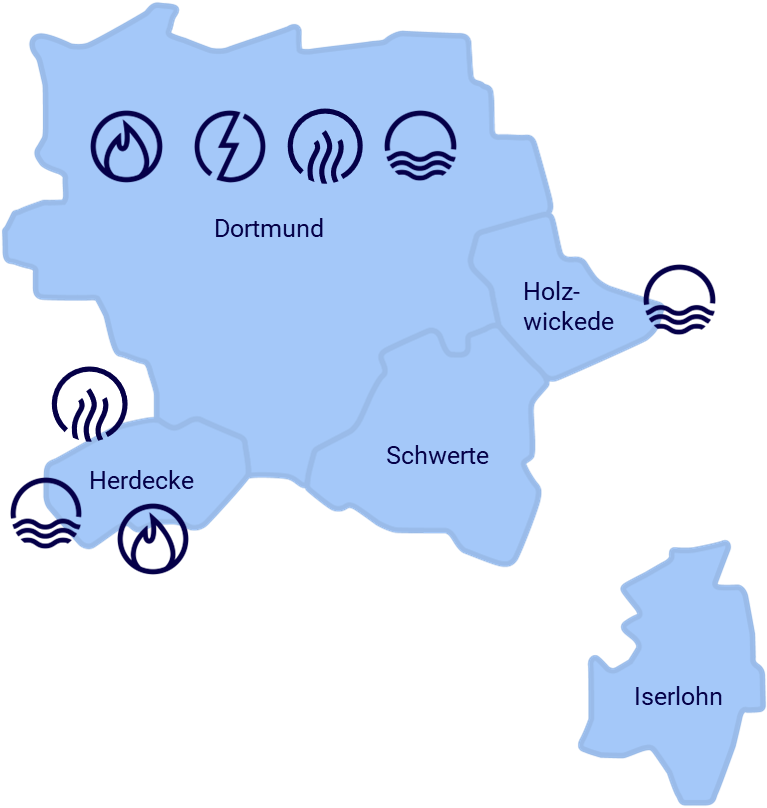 Dortmund
Holz-
wickede
Schwerte
Herdecke
Iserlohn